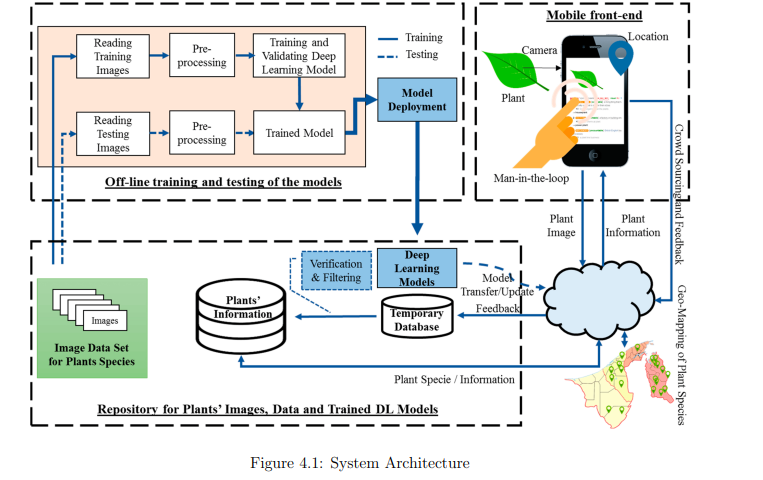 Mobile front-end
Training
Testing
Reading
Training
Images
Pre-
processing
Training and
Validating Deep
Learning Model
Reading
Testing
Images
Pre-
processing
Trained Model
Model
Deployment
Off-line training and testing of the models
Camera
Location
Plant
Man-in-the-loop
Crowd Sourcing and Feedback
Plant
Image
Plant
Information
Verification
& Filtering
Deep
Learning
Models
Model
Transfer/Update
Feedback
Plants'
Information
Temporary
Database
Images
Image Data Set
for Plants Species
Plant Specie / Information
Geo-Mapping of Plant Species
Repository for Plants' Images, Data and Trained DL Models
Figure 4.1: System Architecture